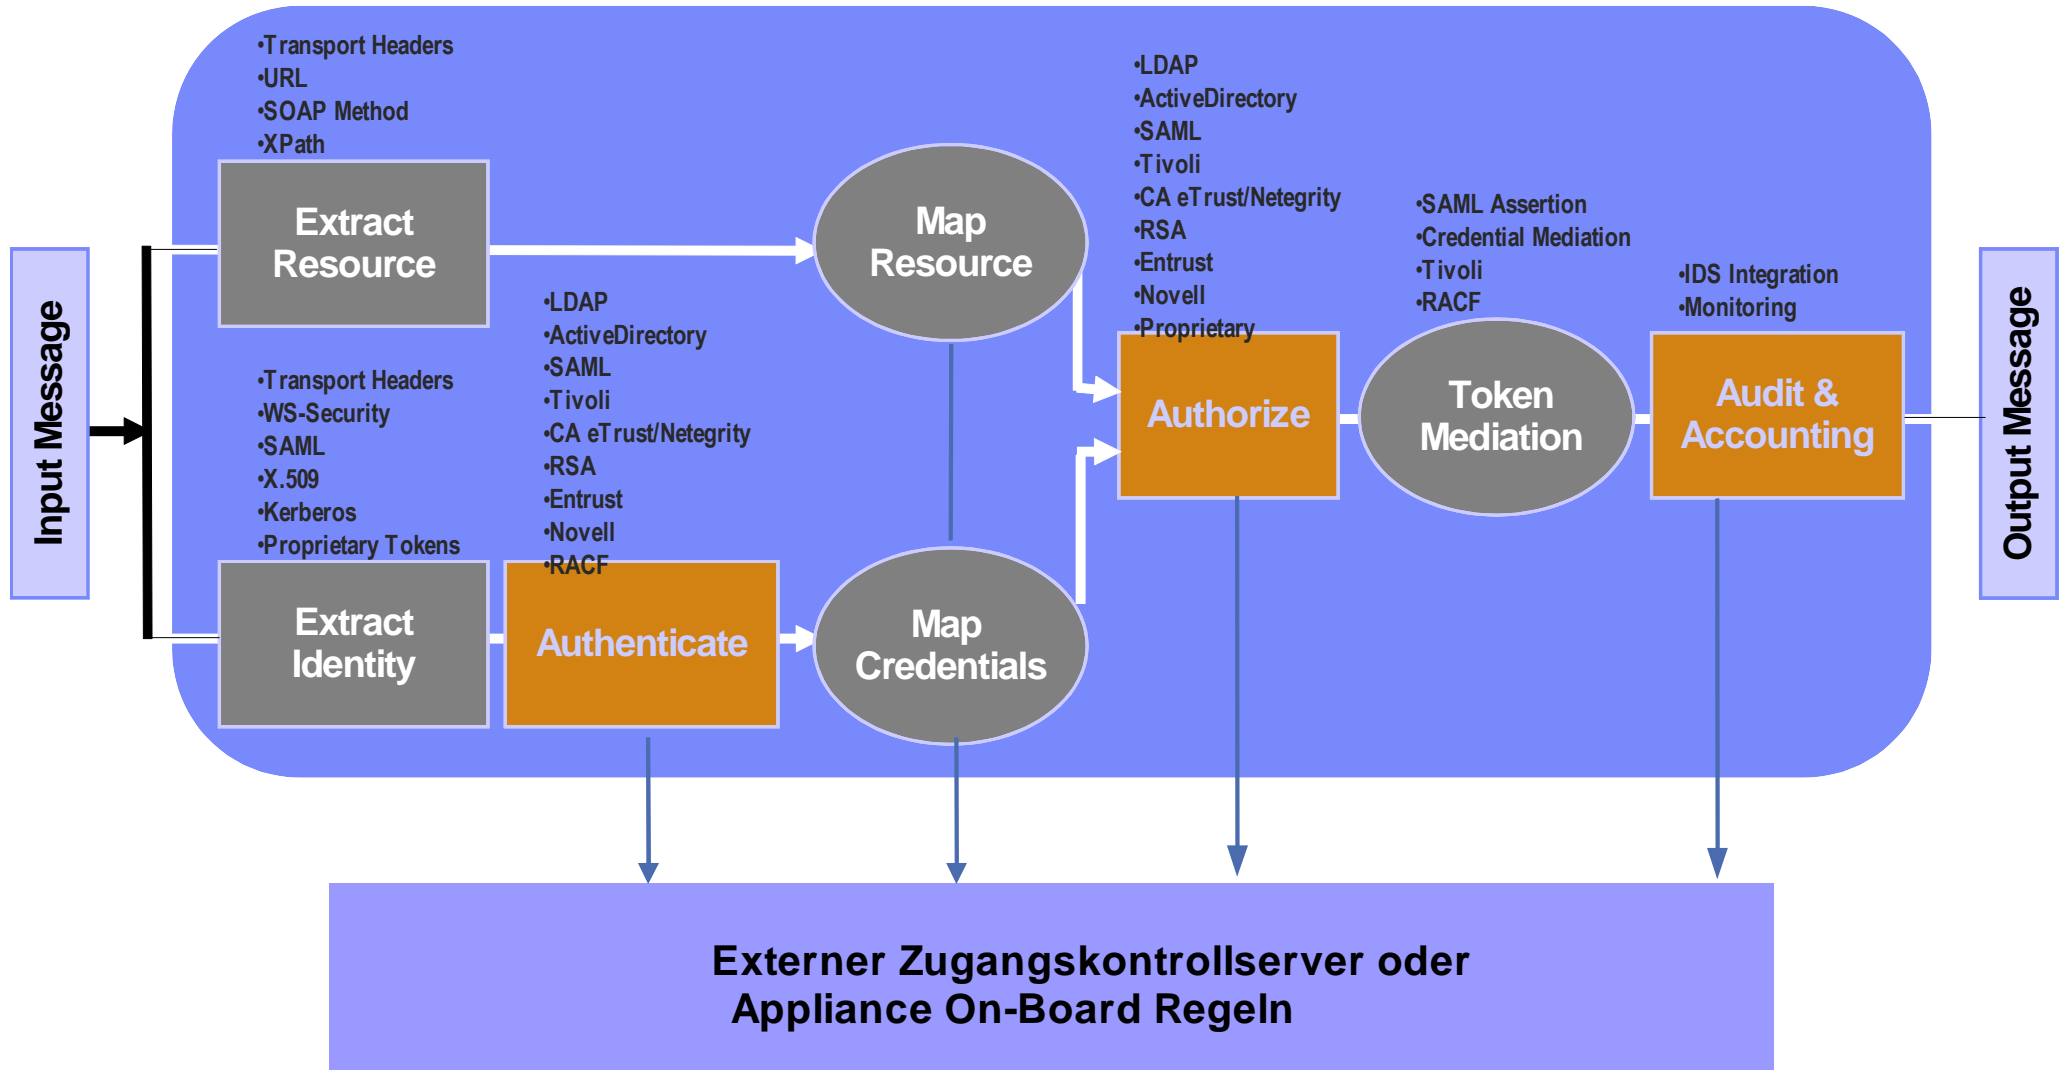 Input Message
•Transport Headers
•URL
•SOAP Method
•XPath
Extract
Resource
•Transport Headers
•WS-Security
•SAML
•X.509
•Kerberos
•Proprietary Tokens
Extract
Identity
•LDAP
•ActiveDirectory
•SAML
•Tivoli
•CA eTrust/Netegrity
•RSA
•Entrust
•Novell
•RACF
Authenticate
Map
Resource
Map
Credentials
•LDAP
•ActiveDirectory
•SAML
•Tivoli
•CA eTrust/Netegrity
•RSA
•Entrust
•Novell
•Proprietary
Authorize
•SAML Assertion
•Credential Mediation
•Tivoli
•RACF
Token
Mediation
•IDS Integration
•Monitoring
Audit &
Accounting
Output Message
Externer Zugangskontrollserver oder
Appliance On-Board Regeln